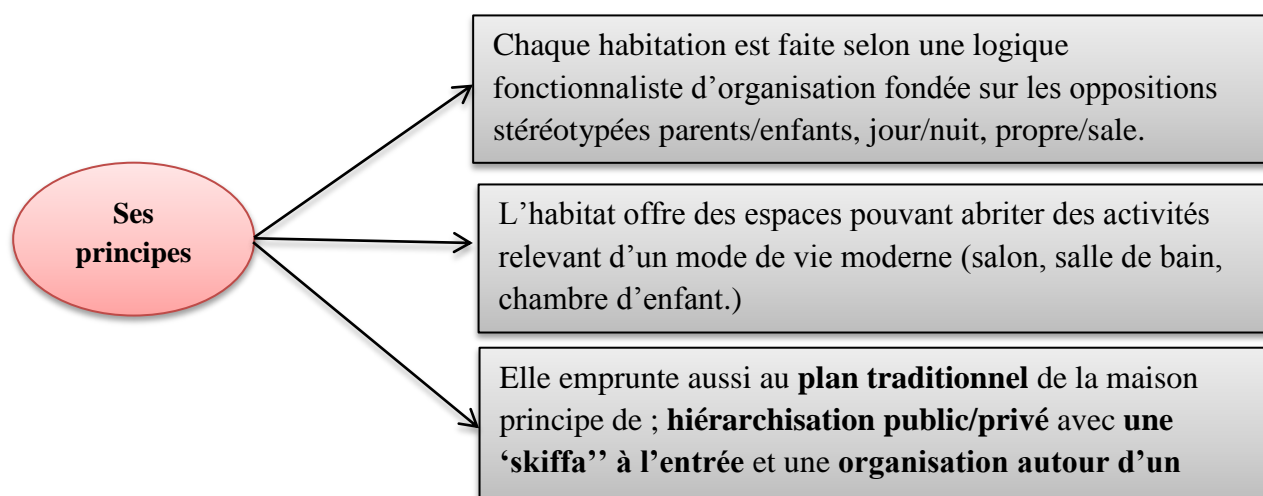 Ses
principes
Chaque habitation est faite selon une logique
fonctionnaliste d’organisation fondée sur les oppositions
stéréotypées parents/enfants, jour/nuit, propre/sale.
L’habitat offre des espaces pouvant abriter des activités
relevant d’un mode de vie moderne (salon, salle de bain,
chambre d’enfant.)
Elle emprunte aussi au plan traditionnel de la maison
principe de ; hiérarchisation public/privé avec une
‘skiffa’’ à l’entrée et une organisation autour d’un